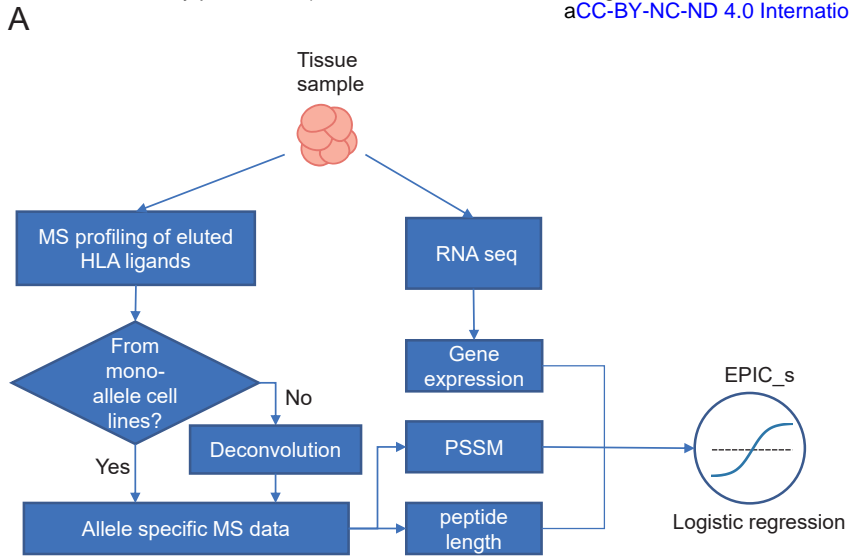 A
aCC-BY-NC-ND 4.0 Internatio
Tissue
sample
MS profiling of eluted
HLA ligands
RNA seq
From
mono-
allele cell
lines?
Gene
expression
No
EPIC_s
Deconvolution
PSSM
Yes
Allele specific MS data
peptide
length
Logistic regression